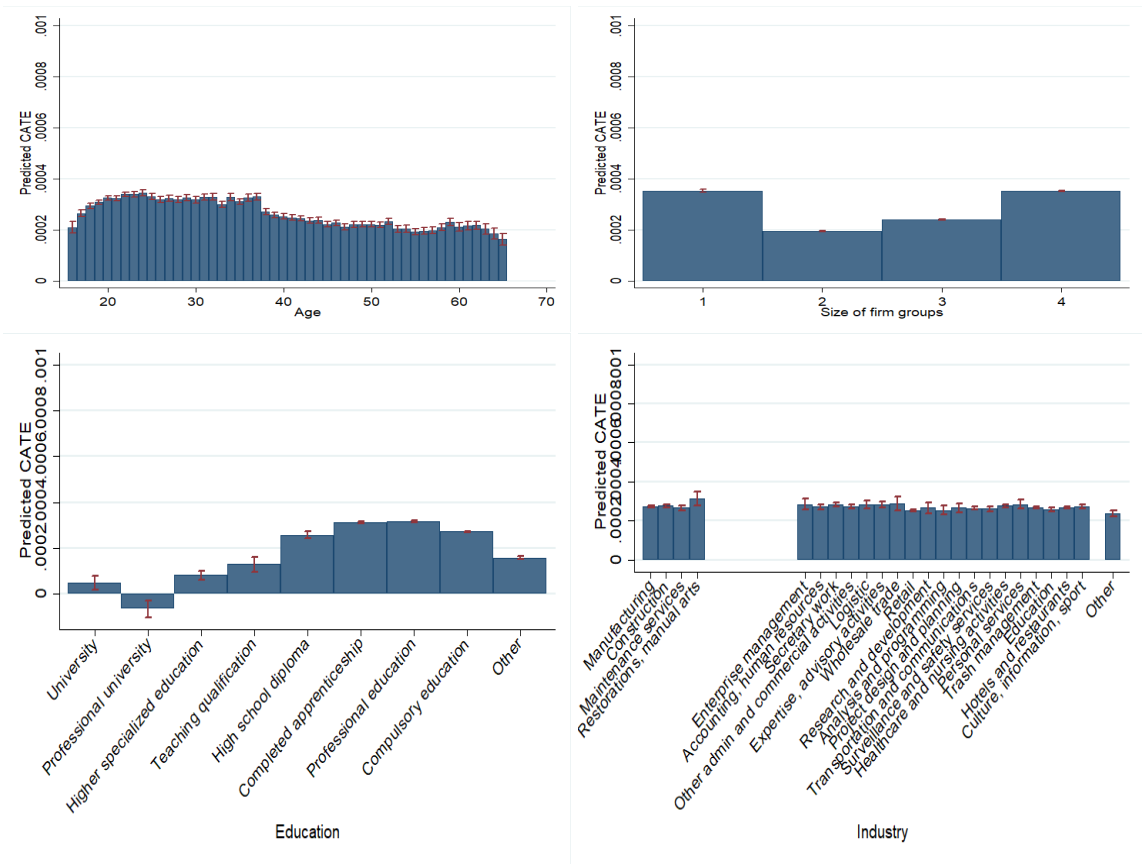 Predicted CATE
0 .0002 .0004 .0006 .0008 .001
20 30 40 50 60 70
Age
Predicted CATE
0 .0002 .0004 .0006 .0008 .001
1 2 3 4
Size of firm groups
Predicted CATE
0 .0002 .0004 .0006 .0008 .001
University
Professional university
Higher specialized education
Teaching qualification
High school diploma
Completed apprenticeship
Professional education
Compulsory education
Other
Education
Predicted CATE
0 .0002 .0004 .0006 .0008 .001
Manufacturing
Construction
Maintenance services
Restorations, manual arts
Enterprise management
Accounting, human resources
Secretary work
Other admin and commercial activities
Logistic
Expertise, advisory activities
Wholesale trade
Retail
Research and development
Analysis and programming
Project design and planning
Transportation and communications
Surveillance and safety services
Healthcare and nursing activities
Personal services
Trash management
Education
Hotels and restaurants
Culture, information, sport
Other
Industry